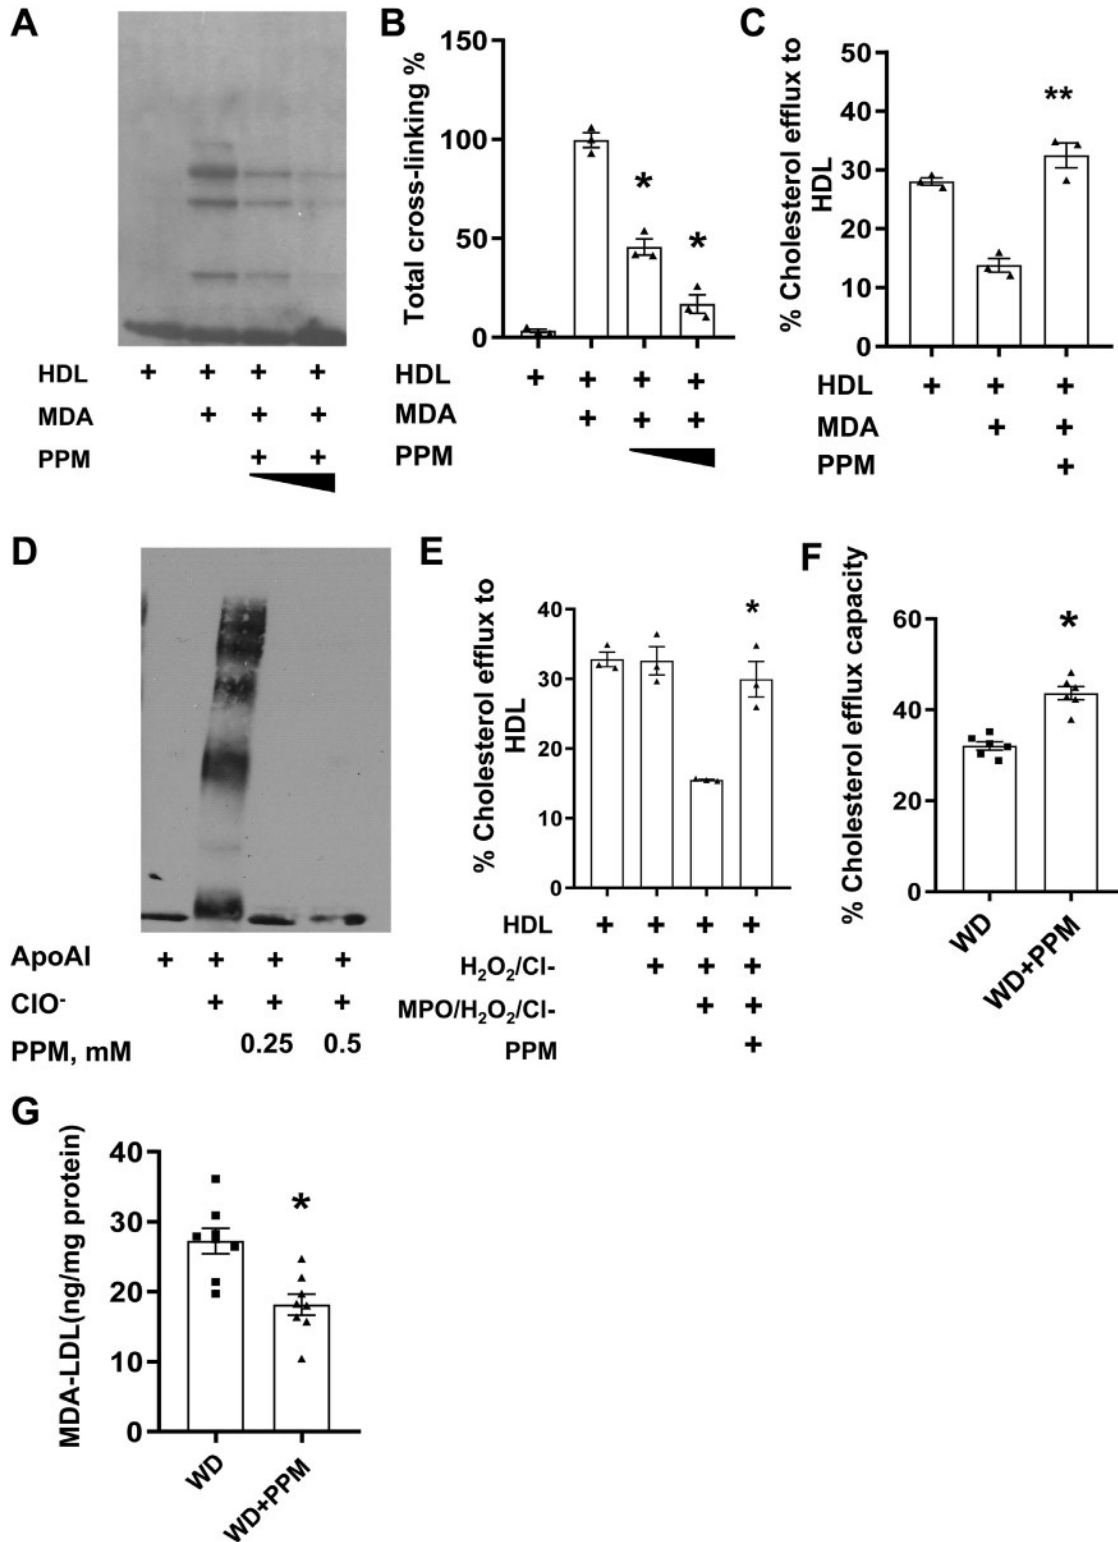 A
HDL + + + +
MDA + + +
PPM + +
B
Total cross-linking %
150
100
50
0
* *
HDL + + + +
MDA + + +
PPM
C
% Cholesterol efflux to
HDL
50
40
30
20
10
0
**
HDL + + +
MDA + +
PPM +
D
ApoAI + + + +
ClO⁻ + + +
PPM, mM 0.25 0.5
E
% Cholesterol efflux to
HDL
40
30
20
10
0
*
HDL + + + +
H₂O₂/Cl- + + +
MPO/H₂O₂/Cl- + +
PPM +
F
% Cholesterol efflux capacity
60
40
20
0
*
WD
WD+PPM
G
MDA-LDL(ng/mg protein)
40
30
20
10
0
*
WD
WD+PPM